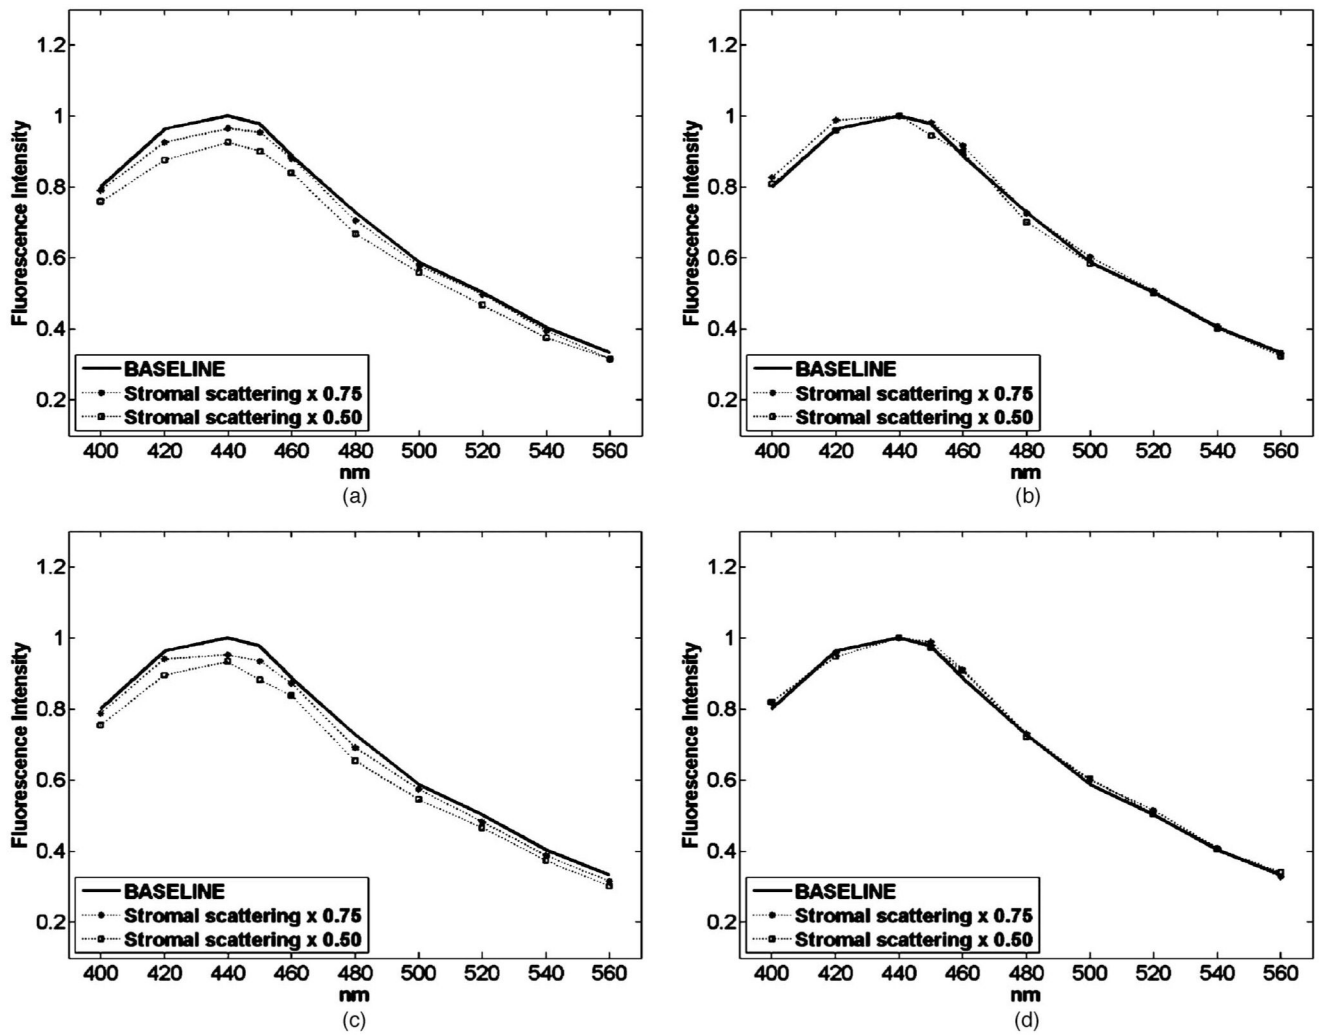 1.2
1
0.8
0.6
0.4
0.2
Fluorescence Intensity
BASELINE
Stromal scattering x 0.75
Stromal scattering x 0.50
400 420 440 460 480 500 520 540 560
nm
(a)
1.2
1
0.8
0.6
0.4
0.2
Fluorescence Intensity
BASELINE
Stromal scattering x 0.75
Stromal scattering x 0.50
400 420 440 460 480 500 520 540 560
nm
(b)
1.2
1
0.8
0.6
0.4
0.2
Fluorescence Intensity
BASELINE
Stromal scattering x 0.75
Stromal scattering x 0.50
400 420 440 460 480 500 520 540 560
nm
(c)
1.2
1
0.8
0.6
0.4
0.2
Fluorescence Intensity
BASELINE
Stromal scattering x 0.75
Stromal scattering x 0.50
400 420 440 460 480 500 520 540 560
nm
(d)